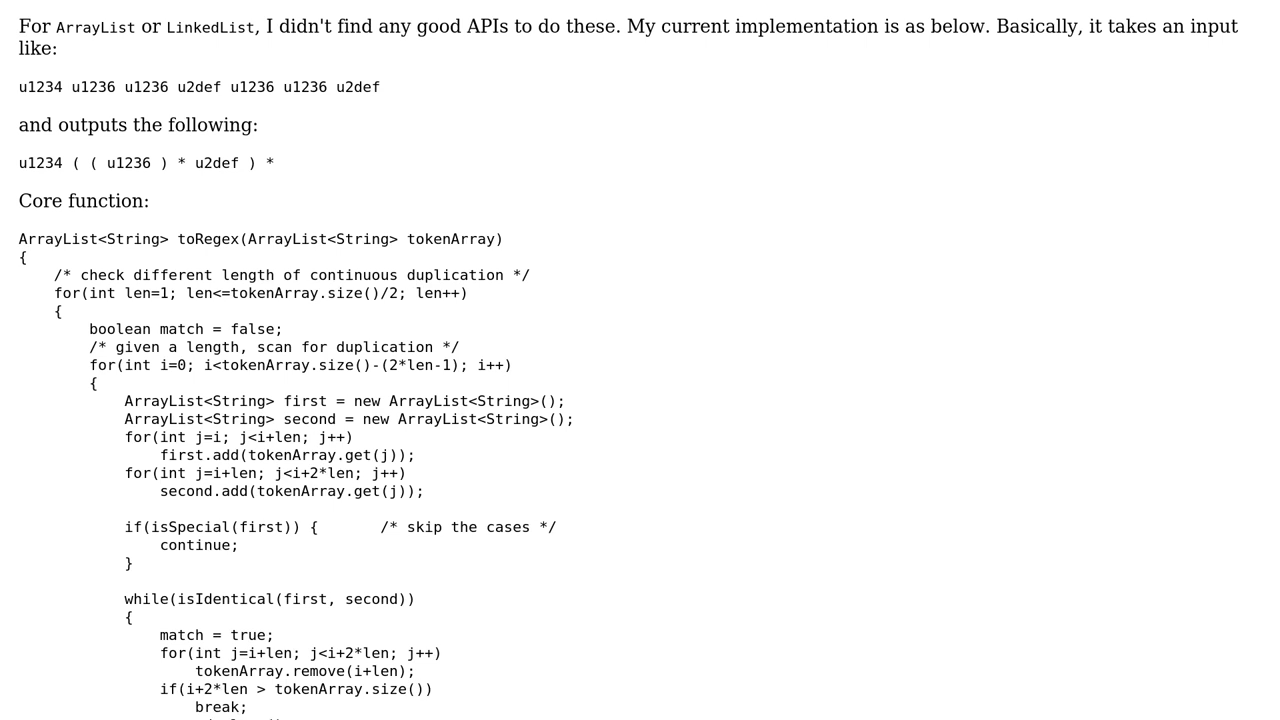 For ArrayList or LinkedList, I didn't find any good APIs to do these. My current implementation is as below. Basically, it takes an input
like:
u1234 u1236 u1236 u2def u1236 u1236 u2def
and outputs the following:
u1234 ( ( u1236 ) * u2def ) *
Core function:
ArrayList<String> toRegex(ArrayList<String> tokenArray)
{
    /* check different length of continuous duplication */
    for(int len=1; len<=tokenArray.size()/2; len++)
    {
        boolean match = false;
        /* given a length, scan for duplication */
        for(int i=0; i<tokenArray.size()-(2*len-1); i++)
        {
            ArrayList<String> first = new ArrayList<String>();
            ArrayList<String> second = new ArrayList<String>();
            for(int j=i; j<i+len; j++)
                first.add(tokenArray.get(j));
            for(int j=i+len; j<i+2*len; j++)
                second.add(tokenArray.get(j));

            if(isSpecial(first)) {       /* skip the cases */
                continue;
            }

            while(isIdentical(first, second))
            {
                match = true;
                for(int j=i+len; j<i+2*len; j++)
                    tokenArray.remove(i+len);
                if(i+2*len > tokenArray.size())
                    break;